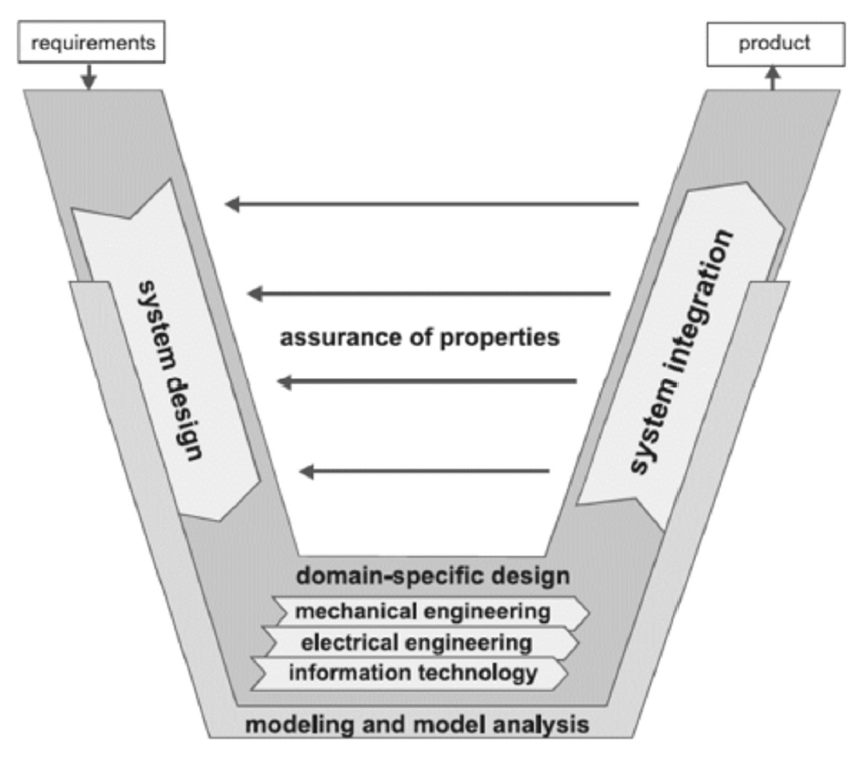 requirements
product
system design
assurance of properties
system integration
domain-specific design
mechanical engineering
electrical engineering
information technology
modeling and model analysis